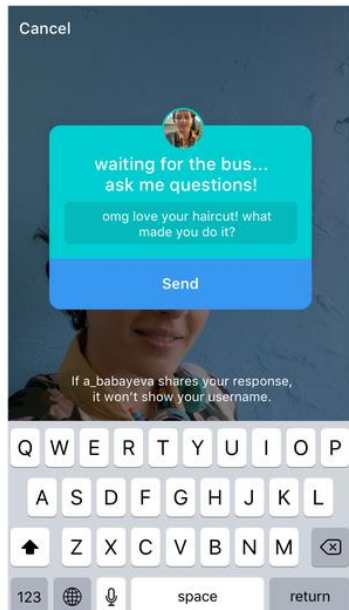 Cancel
waiting for the bus...
ask me questions!
omg love your haircut! what
made you do it?
Send
If a_babayeva shares your response,
it won't show your username.
Q W E R T Y U I O P
A S D F G H J K L
Z X C V B N M
123 space return